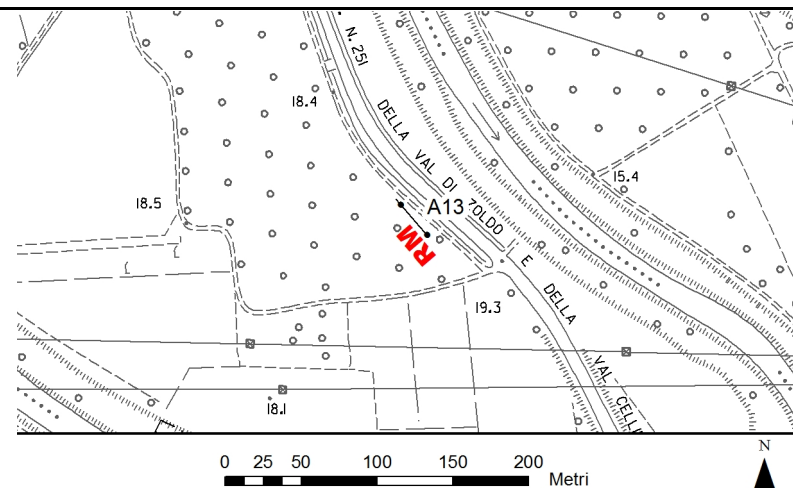 N. 251
DELLA VAL DI ZOLDO
E DELLA
VAL CELLI
18.4
18.5
15.4
A13
RM
19.3
18.1
0 25 50 100 150 200
Metri
N